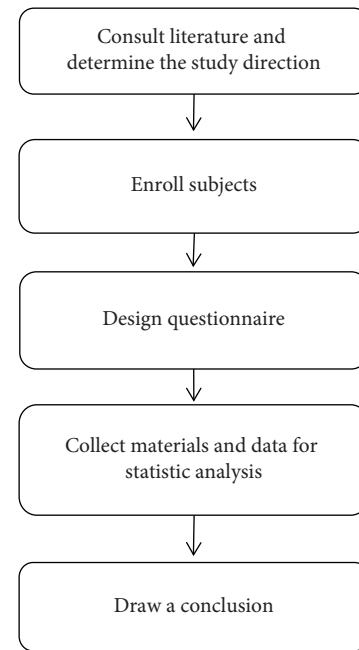 Consult literature and
determine the study direction
Enroll subjects
Design questionnaire
Collect materials and data for
statistic analysis
Draw a conclusion